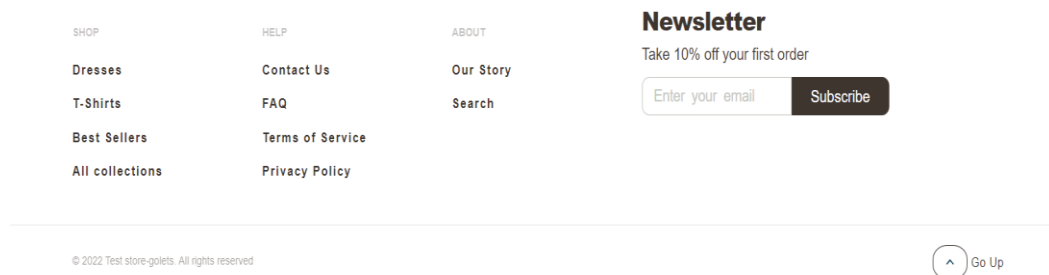 SHOP
Dresses
T-Shirts
Best Sellers
All collections
HELP
Contact Us
FAQ
Terms of Service
Privacy Policy
ABOUT
Our Story
Search
Newsletter
Take 10% off your first order
Enter your email
Subscribe
© 2022 Test store-golets. All rights reserved
Go Up